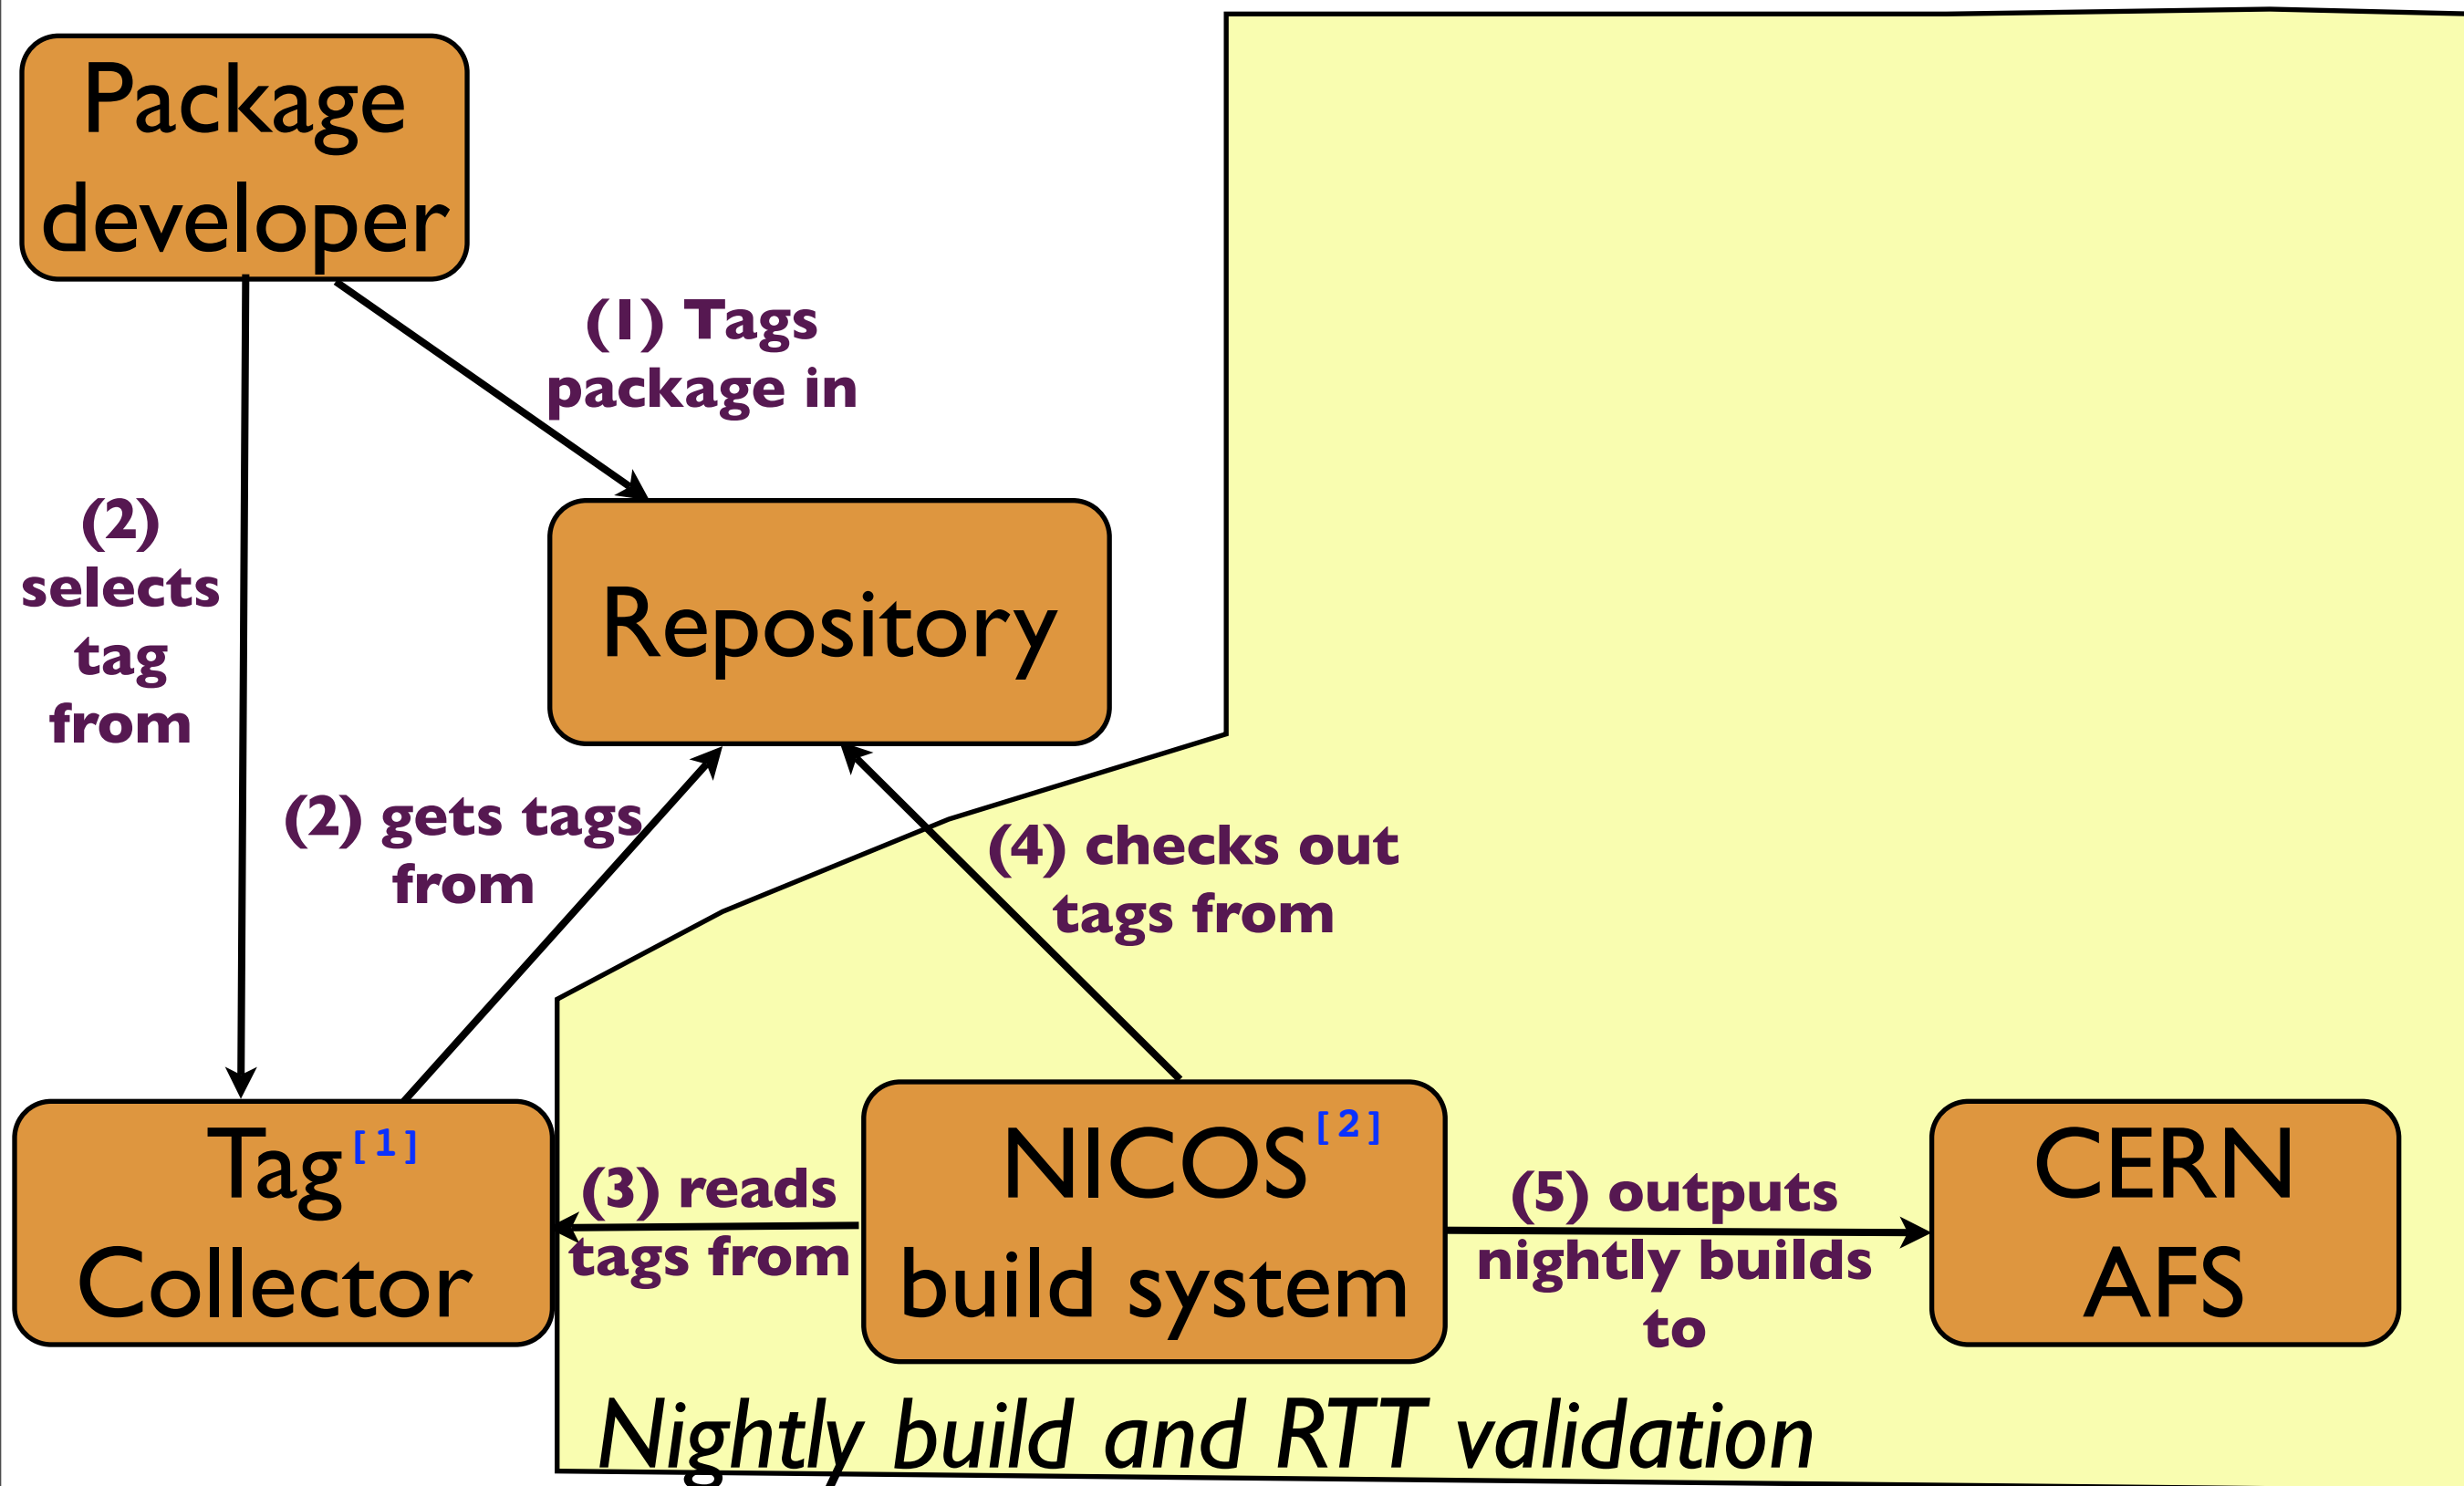 Package
developer
(1) Tags
package in
(2)
selects
tag
from
Repository
(2) gets tags
from
(4) checks out
tags from
Tag[1]
Collector
(3) reads
tags from
NICOS[2]
build system
(5) outputs
nightly builds
to
CERN
AFS
Nightly build and RTT validation